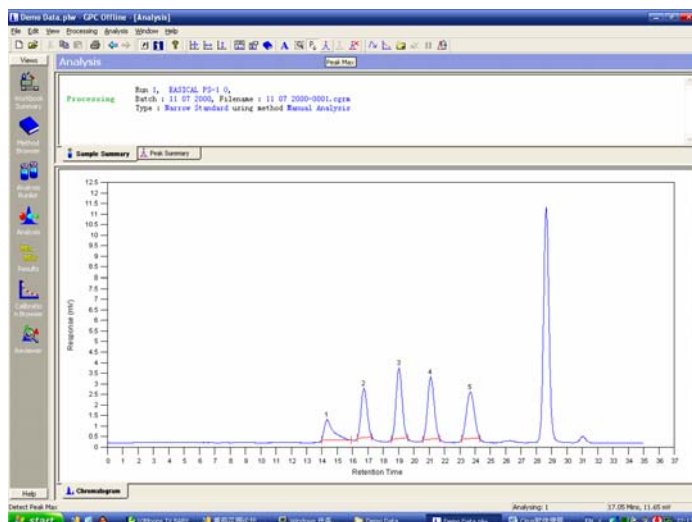 Demo Data.plw - GPC Offline - [Analysis]
File Edit View Processing Analysis Window Help
Views
Analysis
Peak Max
Workbook Summary
Method Browser
Analysis
Analysis
Results
Calibratio n Browser
Processing
Run 1, EASICAL PS-1 0,
Batch : 11 07 2000, Filename : 11 07 2000-0001.cgrm
Type : Narrow Standard using method Manual Analysis
Sample Summary Peak Summary
12.5
12
11.5
11
10.5
10
9.5
9
8.5
8
7.5
7
6.5
6
5.5
5
4.5
4
3.5
3
2.5
2
1.5
1
0.5
0
Response (mV)
1 2 3 4 5
0 1 2 3 4 5 6 7 8 9 10 11 12 13 14 15 16 17 18 19 20 21 22 23 24 25 26 27 28 29 30 31 32 33 34 35 36 37
Retention Time
Help
Chromatogram
Detect Peak Max
Analysing: 1
17.05 Mins, 11.65 mV
start
Demo Data
Demo Data.plw